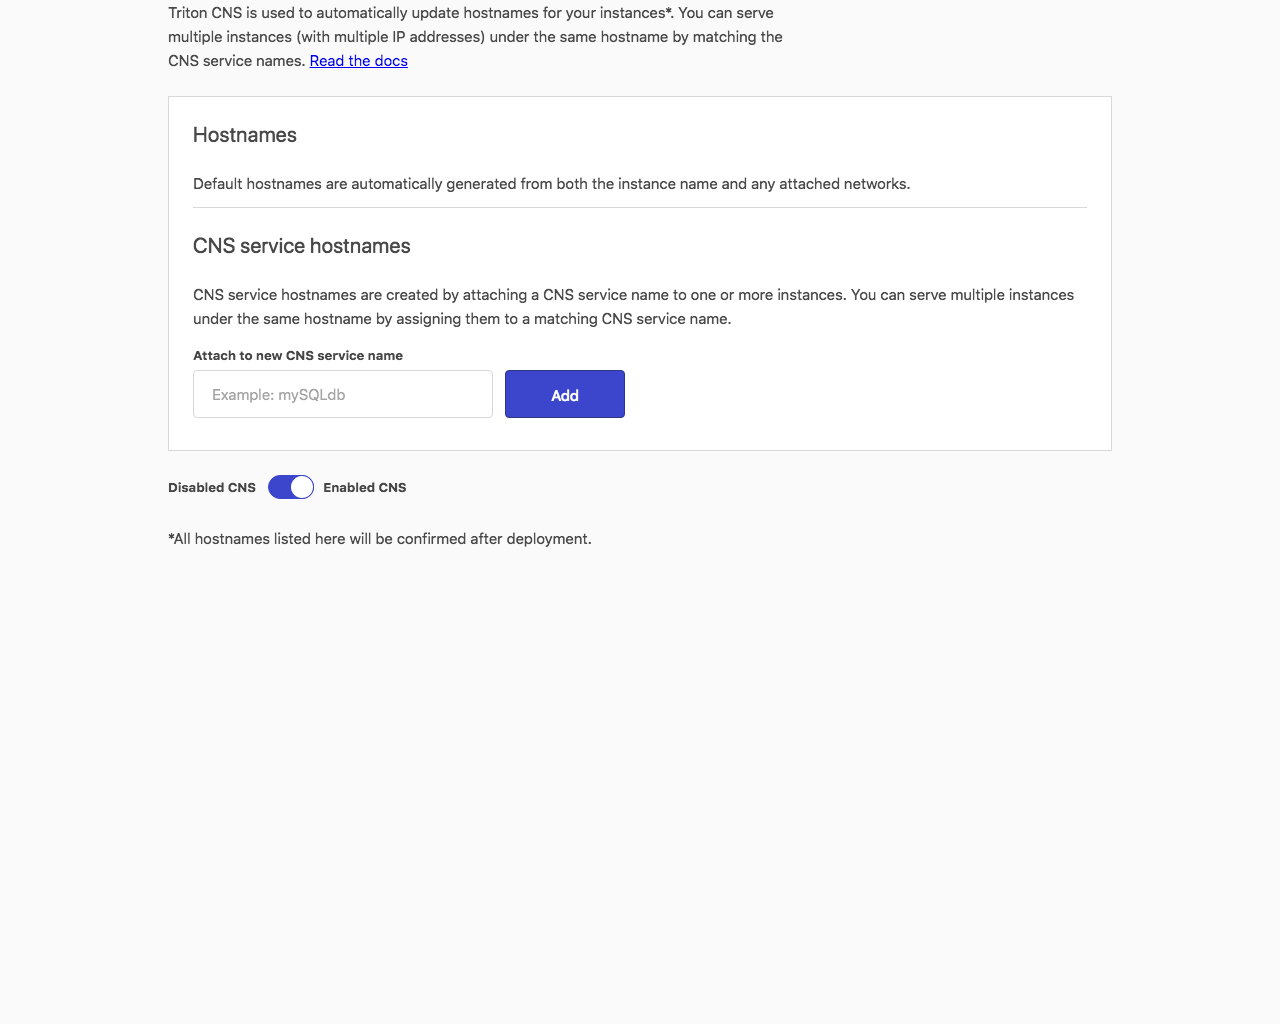 Triton CNS is used to automatically update hostnames for your instances*. You can serve
multiple instances (with multiple IP addresses) under the same hostname by matching the
CNS service names. Read the docs
Hostnames
Default hostnames are automatically generated from both the instance name and any attached networks.
CNS service hostnames
CNS service hostnames are created by attaching a CNS service name to one or more instances. You can serve multiple instances
under the same hostname by assigning them to a matching CNS service name.
Attach to new CNS service name
Example: mySQLdb
Add
Disabled CNS Enabled CNS
*All hostnames listed here will be confirmed after deployment.